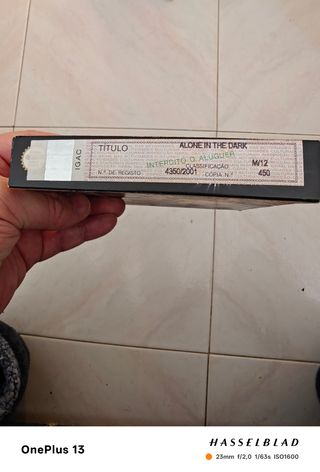 IGAC
TÍTULO
ALONE IN THE DARK
INTERDITO O ALUGUER
CLASSIFICAÇÃO
M/12
N.º DE REGISTO
4350/2001
CÓPIA N.º
450
OnePlus 13
HASSELBLAD
23mm f/2,0 1/63s ISO1600